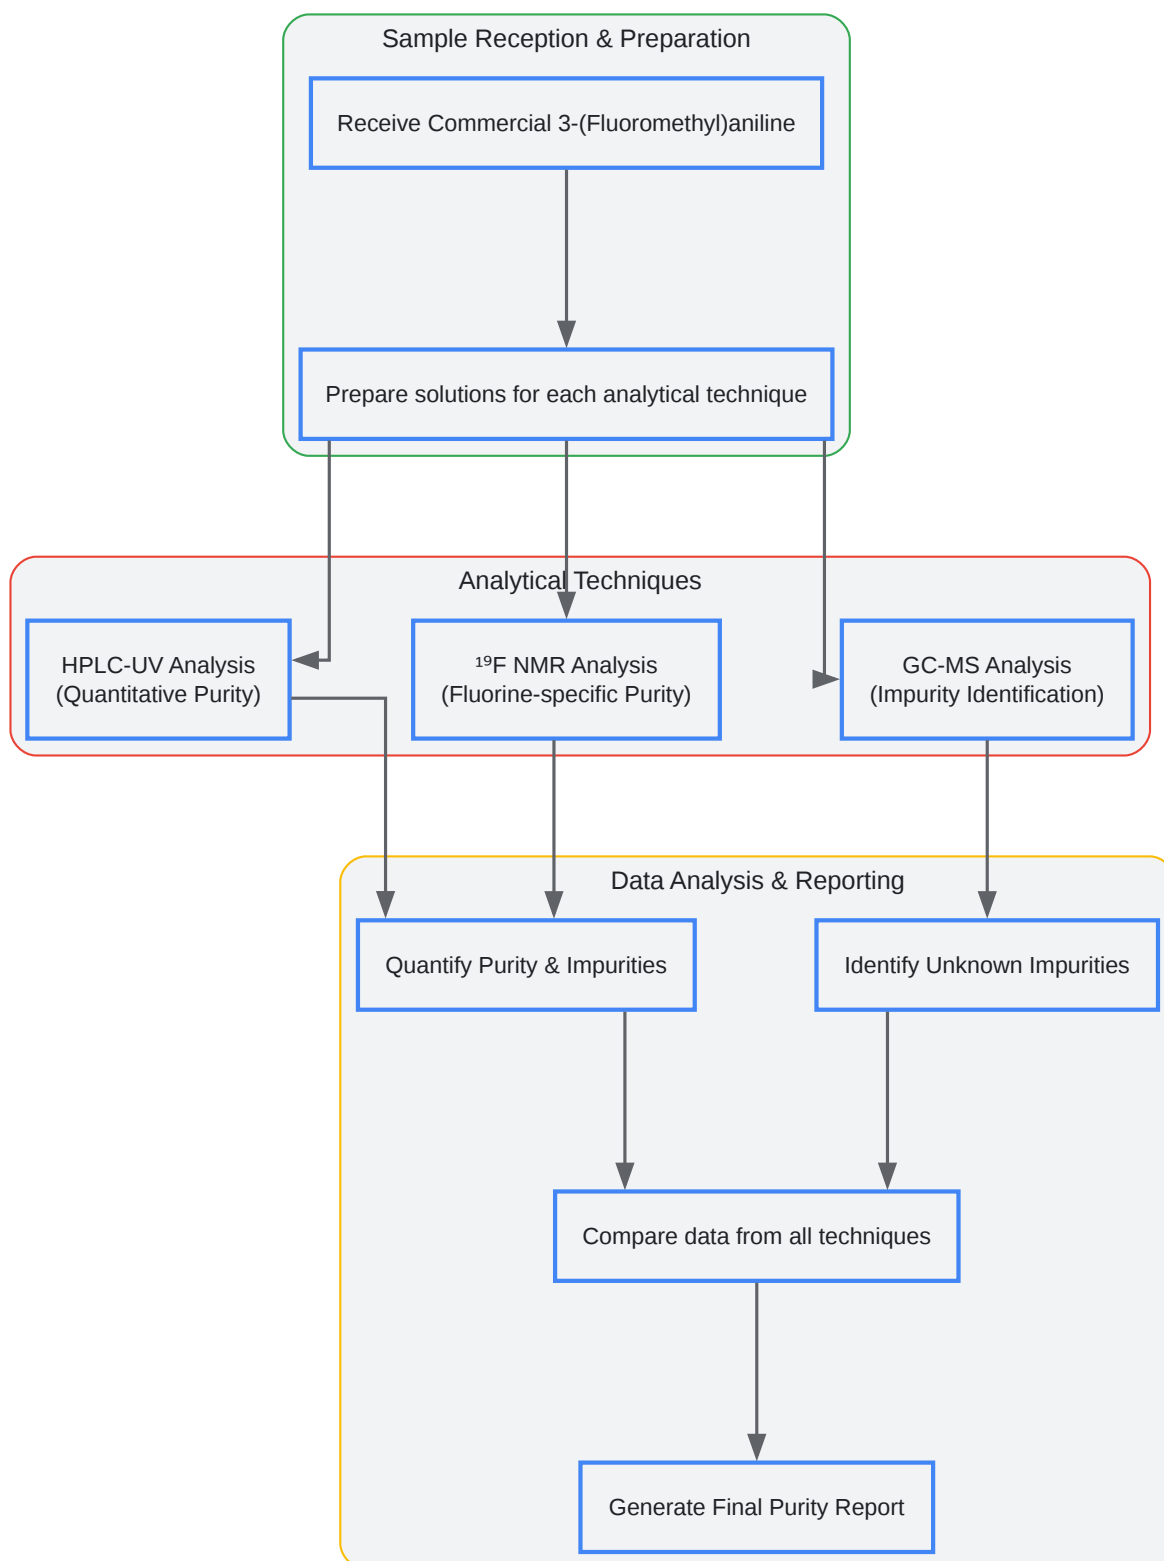 Sample Reception & Preparation
Receive Commercial 3-(Fluoromethyl)aniline
Prepare solutions for each analytical technique
Analytical Techniques
HPLC-UV Analysis
(Quantitative Purity)
¹⁹F NMR Analysis
(Fluorine-specific Purity)
GC-MS Analysis
(Impurity Identification)
Data Analysis & Reporting
Quantify Purity & Impurities
Identify Unknown Impurities
Compare data from all techniques
Generate Final Purity Report